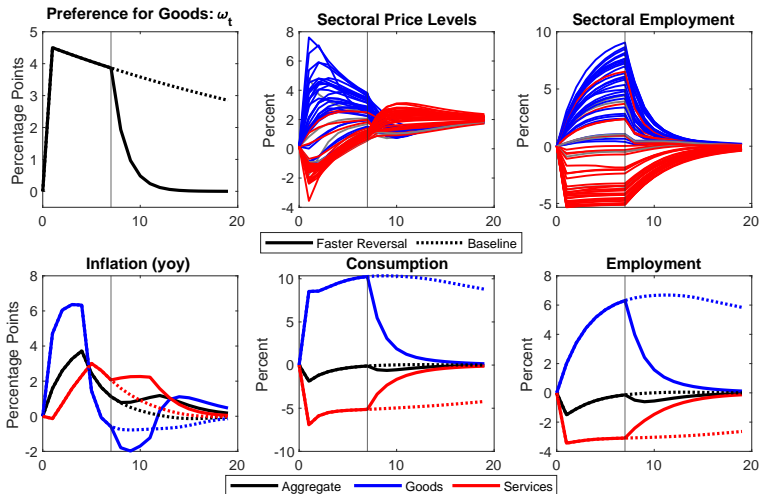 Preference for Goods: ω_t
Sectoral Price Levels
Sectoral Employment
Percentage Points
5
4
3
2
1
0
0 10 20
Percent
8
6
4
2
0
-2
-4
0 10 20
Percent
10
5
0
-5
0 10 20
Faster Reversal Baseline
Inflation (yoy)
Consumption
Employment
Percentage Points
8
6
4
2
0
-2
0 10 20
Percent
10
5
0
-5
-10
0 10 20
Percent
8
6
4
2
0
-2
-4
0 10 20
Aggregate Goods Services